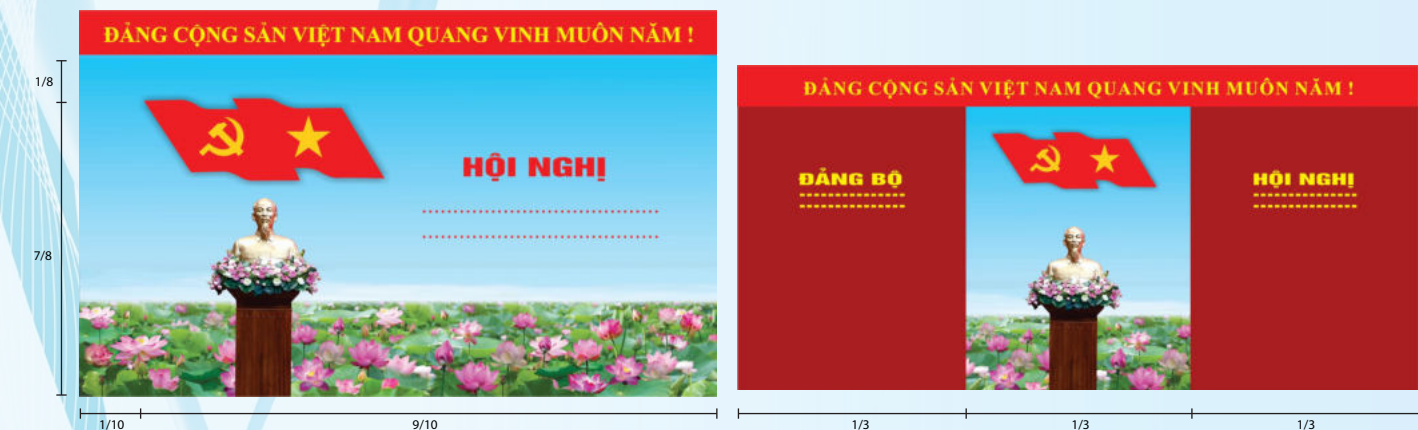 ĐẢNG CỘNG SẢN VIỆT NAM QUANG VINH MUÔN NĂM !
1/8
7/8
HỘI NGHỊ
1/10
9/10
ĐẢNG CỘNG SẢN VIỆT NAM QUANG VINH MUÔN NĂM !
ĐẢNG BỘ
HỘI NGHỊ
1/3
1/3
1/3